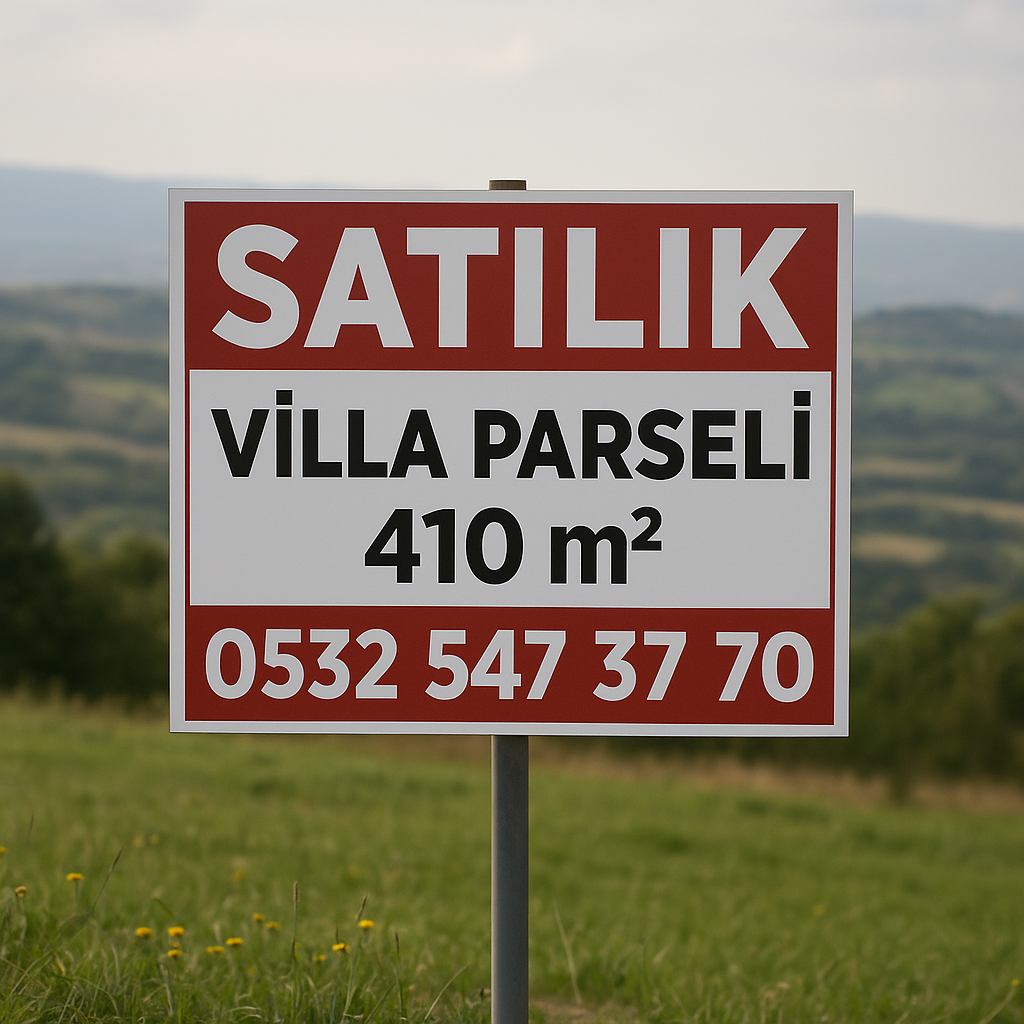 SATILIK
VİLLA PARSELİ
410 m²
0532 547 37 70